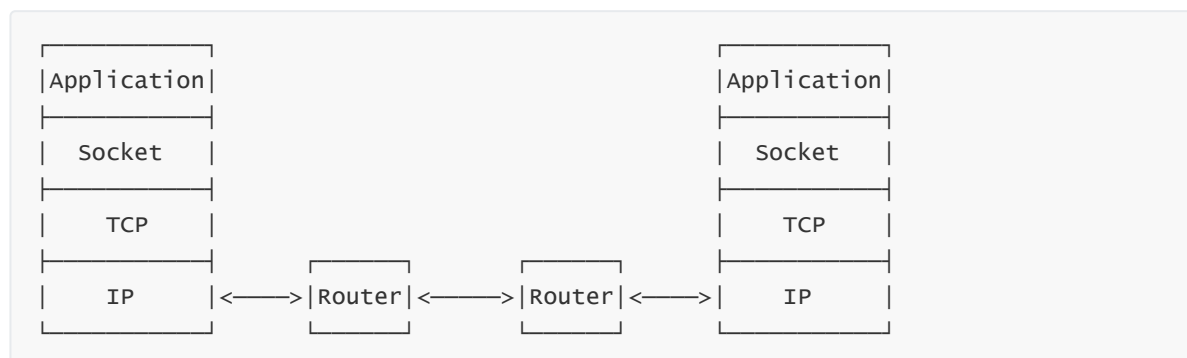 Application Application
Socket Socket
TCP TCP
IP Router Router IP